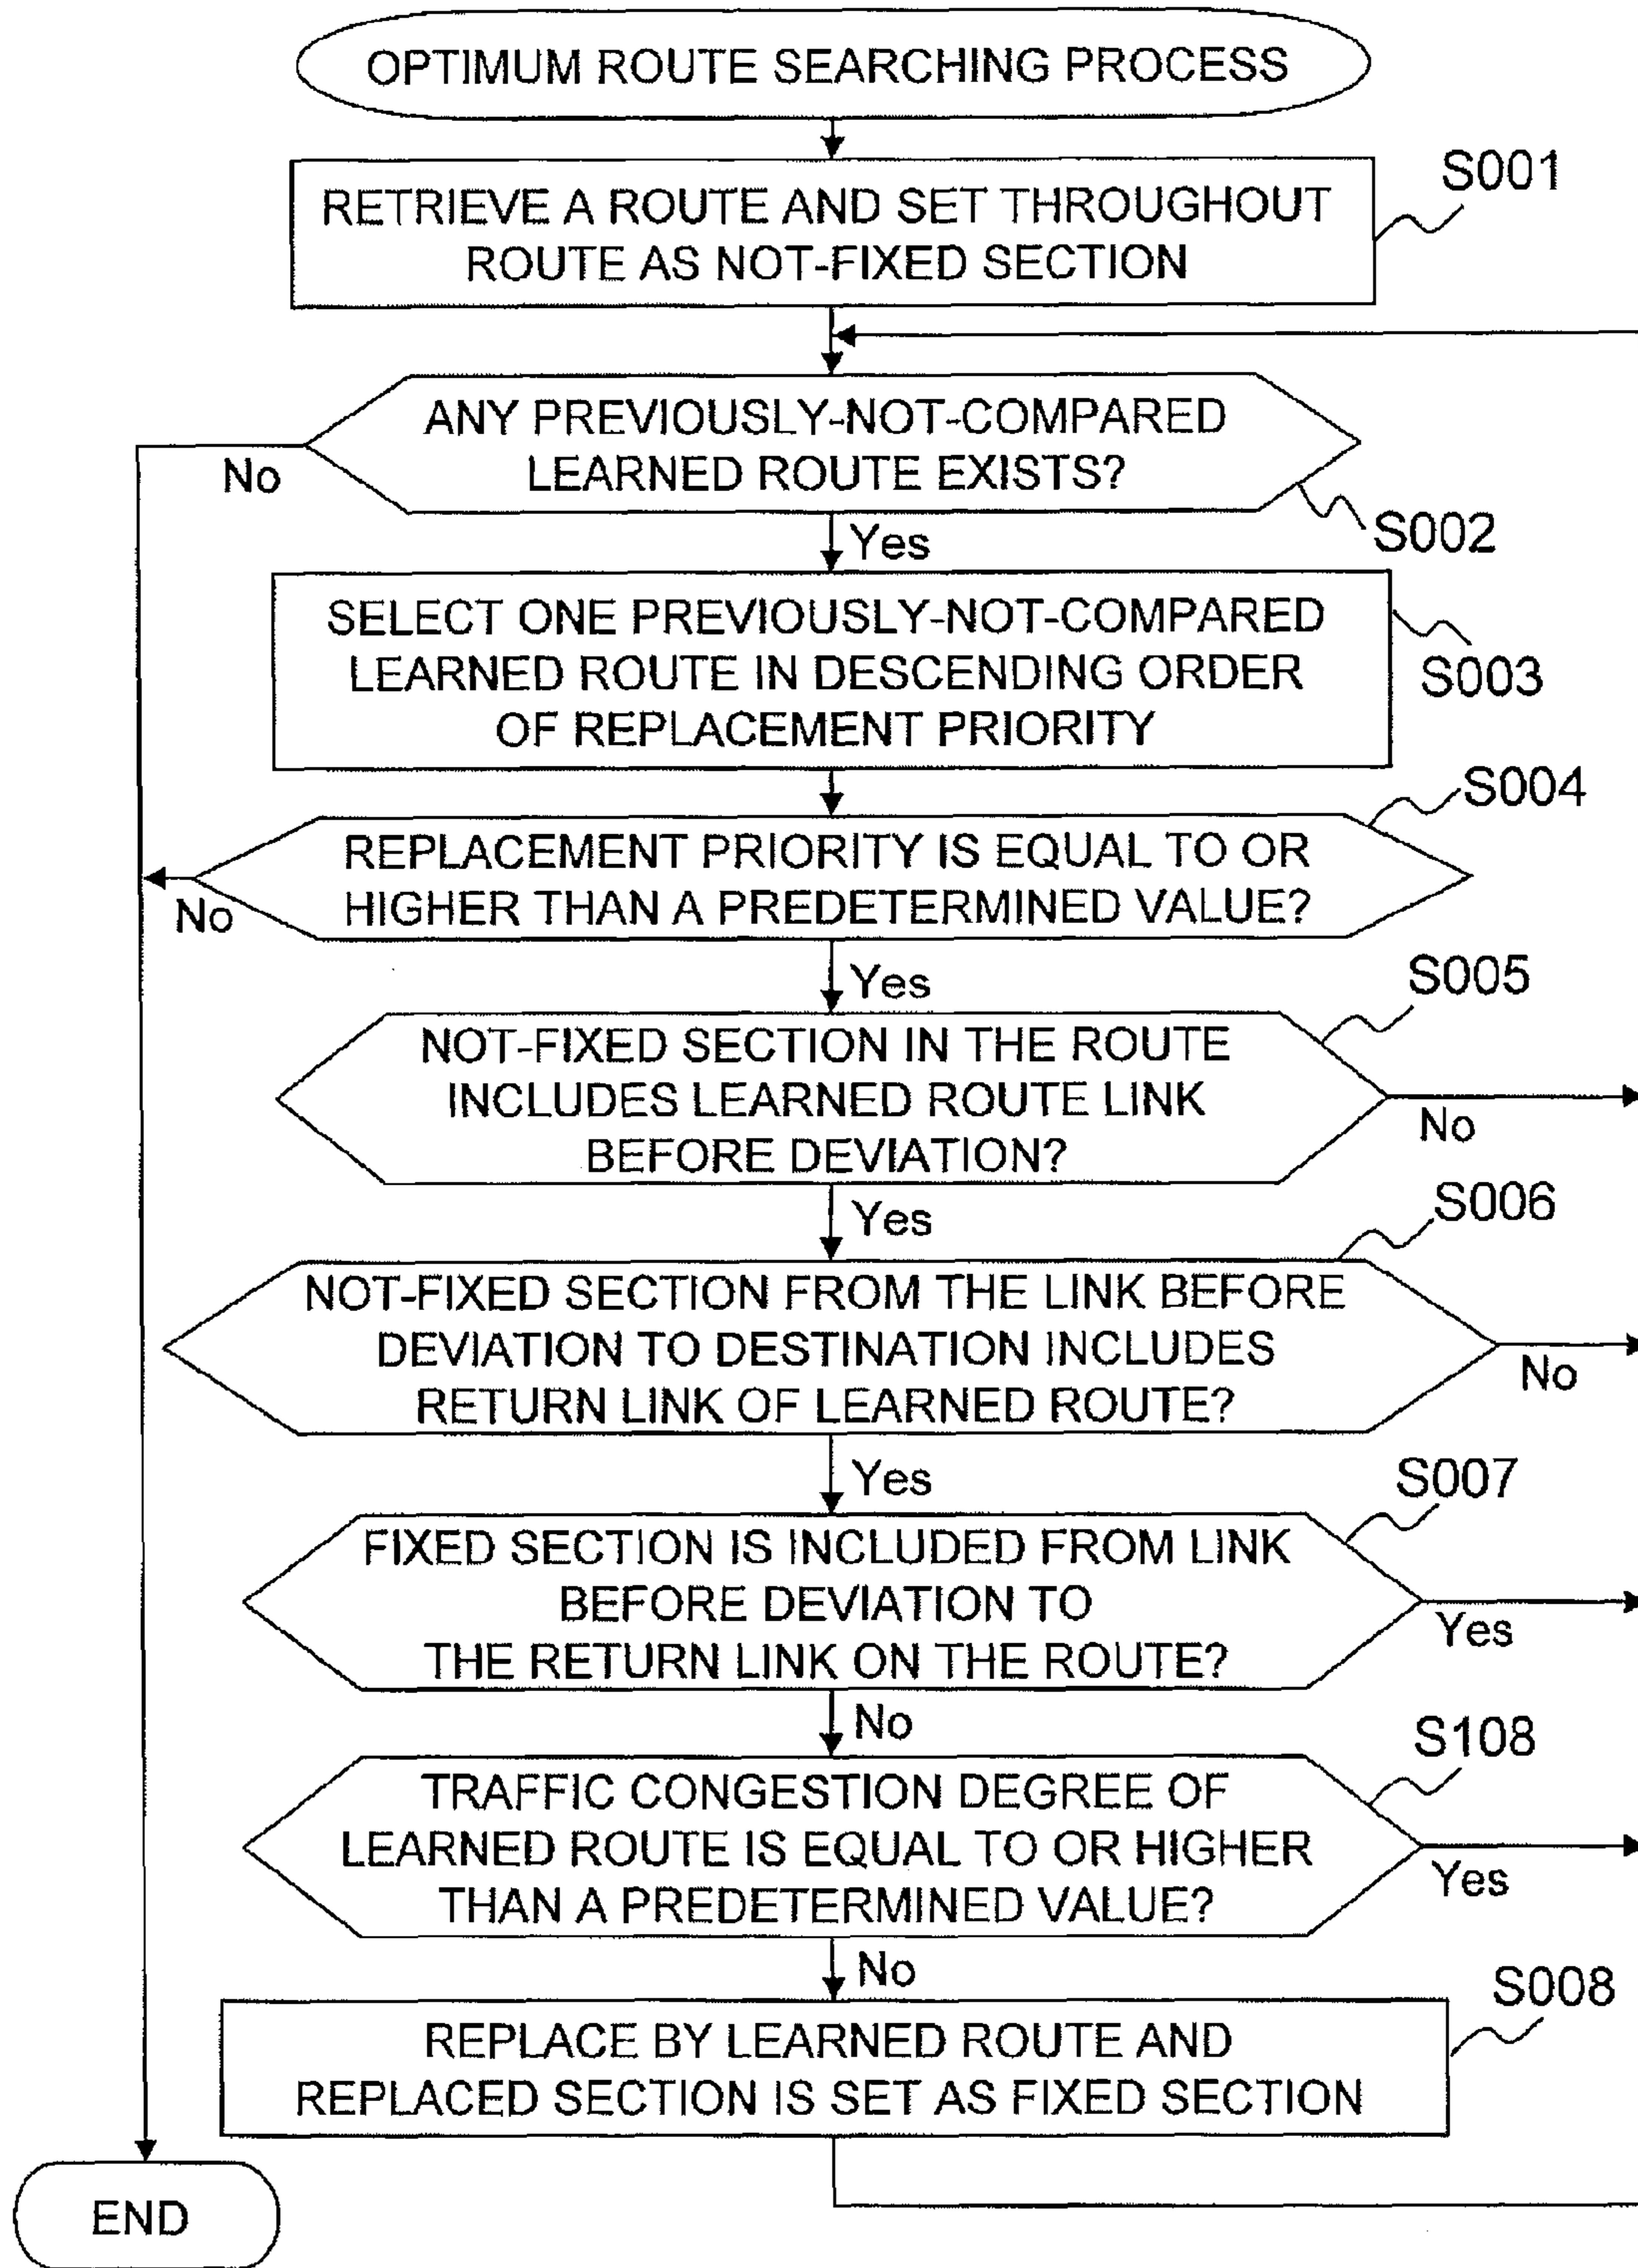 OPTIMUM ROUTE SEARCHING PROCESS
RETRIEVE A ROUTE AND SET THROUGHOUT
ROUTE AS NOT-FIXED SECTION
S001
ANY PREVIOUSLY-NOT-COMPARED
LEARNED ROUTE EXISTS?
No
S002
Yes
SELECT ONE PREVIOUSLY-NOT-COMPARED
LEARNED ROUTE IN DESCENDING ORDER
OF REPLACEMENT PRIORITY
S003
S004
REPLACEMENT PRIORITY IS EQUAL TO OR
HIGHER THAN A PREDETERMINED VALUE?
No
Yes
S005
NOT-FIXED SECTION IN THE ROUTE
INCLUDES LEARNED ROUTE LINK
BEFORE DEVIATION?
No
Yes
S006
NOT-FIXED SECTION FROM THE LINK BEFORE
DEVIATION TO DESTINATION INCLUDES
RETURN LINK OF LEARNED ROUTE?
No
Yes
S007
FIXED SECTION IS INCLUDED FROM LINK
BEFORE DEVIATION TO
THE RETURN LINK ON THE ROUTE?
Yes
No
S108
TRAFFIC CONGESTION DEGREE OF
LEARNED ROUTE IS EQUAL TO OR HIGHER
THAN A PREDETERMINED VALUE?
Yes
No
S008
REPLACE BY LEARNED ROUTE AND
REPLACED SECTION IS SET AS FIXED SECTION
END